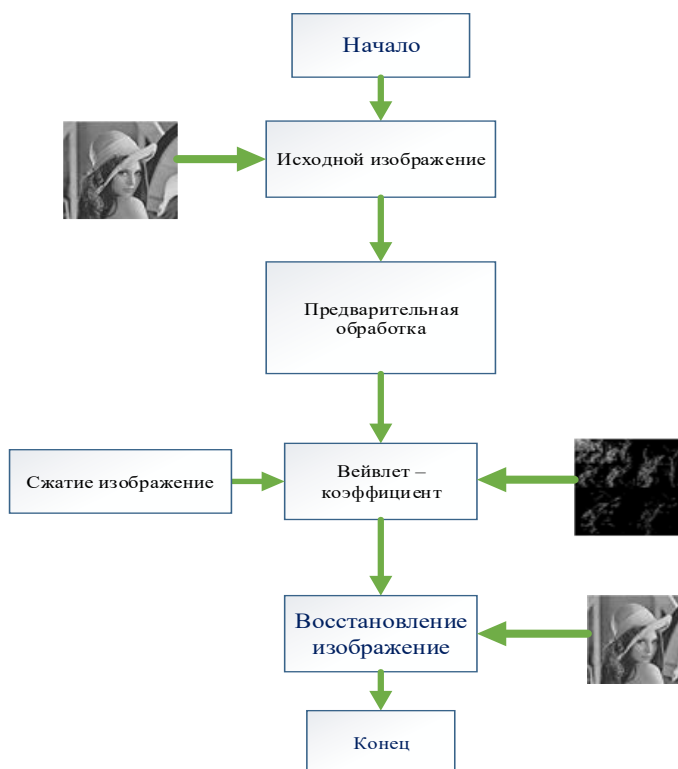 Начало
Исходной изображение
Предварительная
обработка
Сжатие изображение
Вейвлет –
коэффициент
Восстановление
изображение
Конец